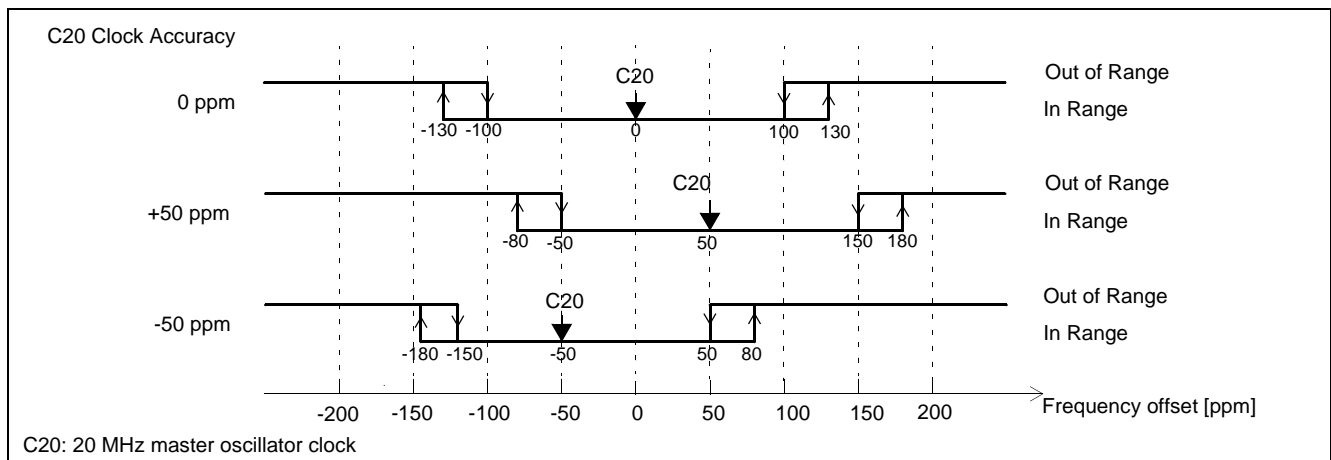 C20 Clock Accuracy
0 ppm
C20
-130 -100 0 100 130
Out of Range
In Range
+50 ppm
C20
-80 -50 50 150 180
Out of Range
In Range
-50 ppm
C20
-180 -150 -50 50 80
Out of Range
In Range
-200 -150 -100 -50 0 50 100 150 200
Frequency offset [ppm]
C20: 20 MHz master oscillator clock